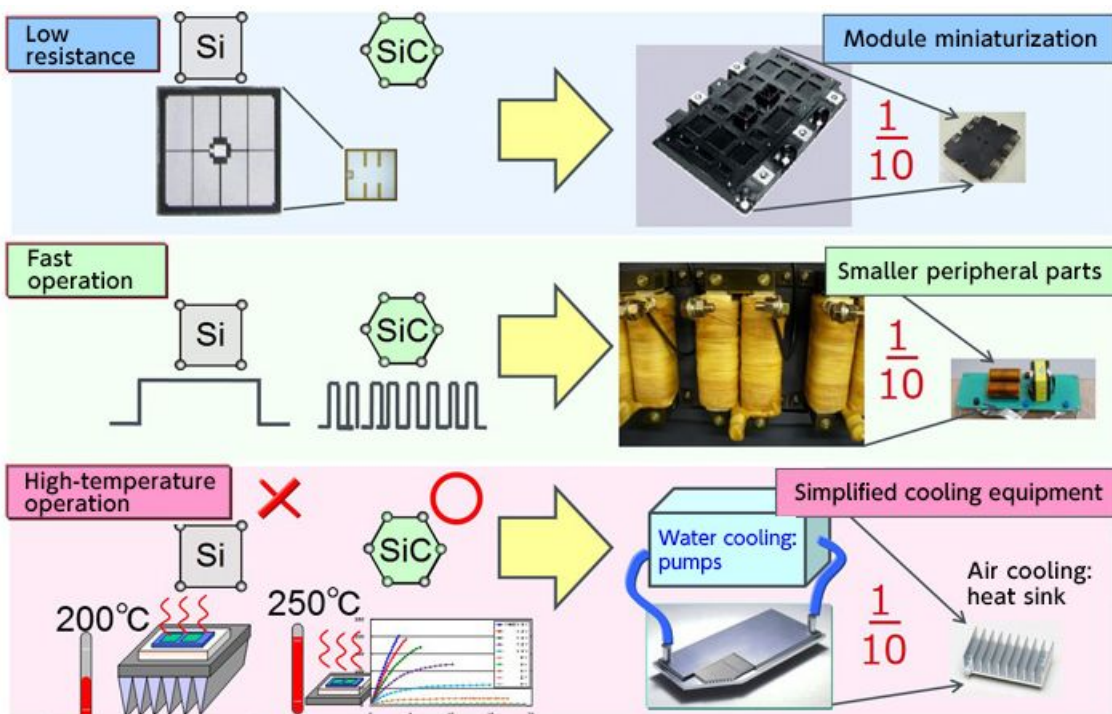 Low
resistance
Si
SiC
Module miniaturization
1
10
Fast
operation
Si
SiC
Smaller peripheral parts
1
10
High-temperature
operation
Si
SiC
Simplified cooling equipment
200°C
250°C
Water cooling:
pumps
1
10
Air cooling:
heat sink